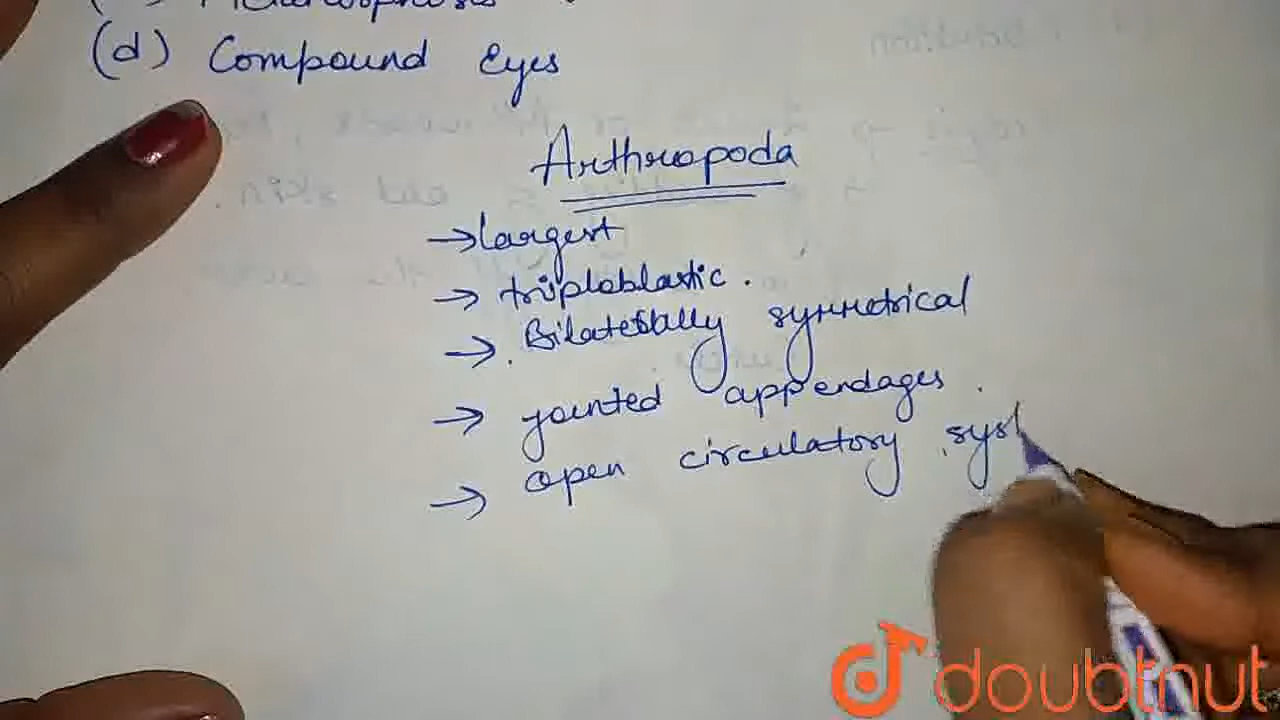 (d) Compound Eyes
Arthropoda
→ largest
→ triploblastic.
→ . Bilaterally symmetrical
→ jointed appendages.
→ open circulatory syst
doubtnut